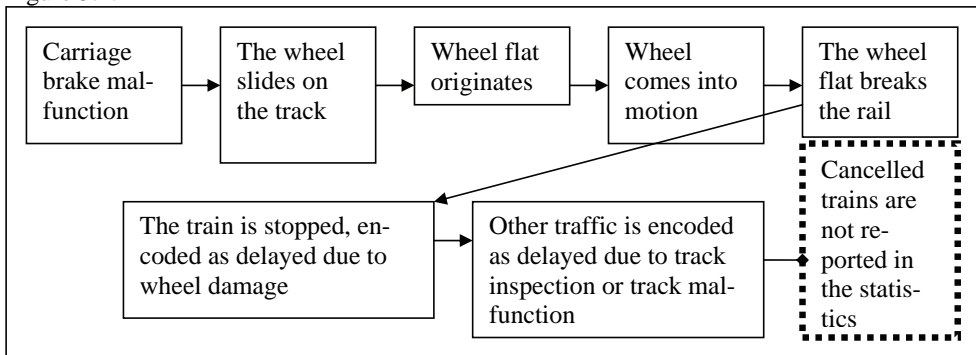 Carriage
brake mal-
function
The wheel
slides on
the track
Wheel flat
originates
Wheel
comes into
motion
The wheel
flat breaks
the rail
The train is stopped, en-
coded as delayed due to
wheel damage
Other traffic is encoded
as delayed due to track
inspection or track mal-
function
Cancelled
trains are
not re-
ported in
the statis-
tics